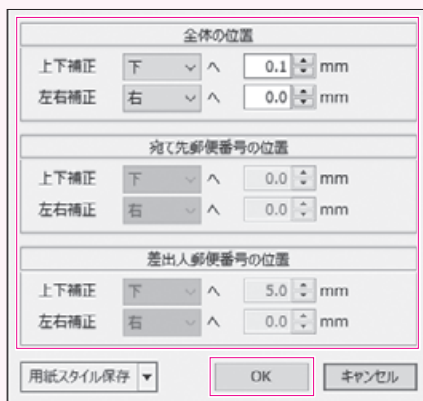 全体の位置
上下補正 下 へ 0.1 mm
左右補正 右 へ 0.0 mm
宛て先郵便番号の位置
上下補正 下 へ 0.0 mm
左右補正 右 へ 0.0 mm
差出人郵便番号の位置
上下補正 下 へ 5.0 mm
左右補正 右 へ 0.0 mm
用紙スタイル保存 OK キャンセル